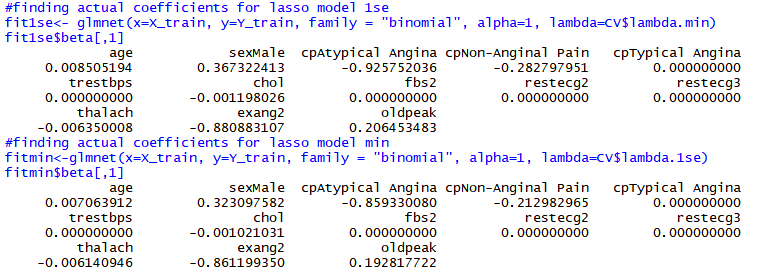 #finding actual coefficients for lasso model 1se
fit1se<- glmnet(x=X_train, y=Y_train, family = "binomial", alpha=1, lambda=CV$lambda.min)
fit1se$beta[,1]
age sexMale cpAtypical Angina cpNon-Anginal Pain cpTypical Angina
0.008505194 0.367322413 -0.925752036 -0.282797951 0.000000000
trestbps chol fbs2 restecg2 restecg3
0.000000000 -0.001198026 0.000000000 0.000000000 0.000000000
thalach exang2 oldpeak
-0.006350008 -0.880883107 0.206453483
#finding actual coefficients for lasso model min
fitmin<-glmnet(x=X_train, y=Y_train, family = "binomial", alpha=1, lambda=CV$lambda.1se)
fitmin$beta[,1]
age sexMale cpAtypical Angina cpNon-Anginal Pain cpTypical Angina
0.007063912 0.323097582 -0.859330080 -0.212982965 0.000000000
trestbps chol fbs2 restecg2 restecg3
0.000000000 -0.001021031 0.000000000 0.000000000 0.000000000
thalach exang2 oldpeak
-0.006140946 -0.861199350 0.192817722